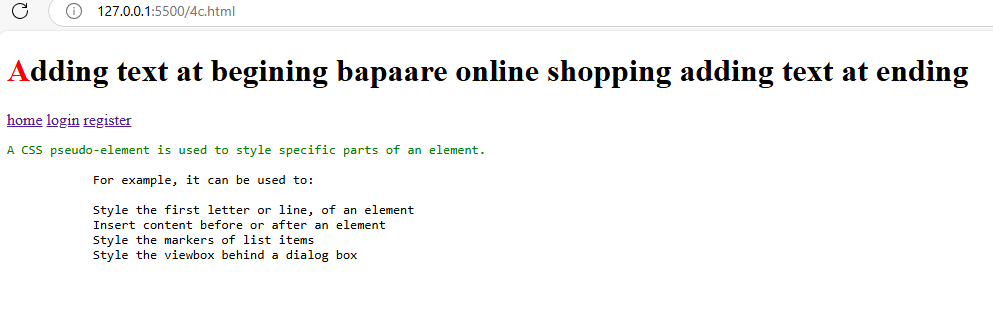 127.0.0.1:5500/4c.html
Adding text at begining bapaare online shopping adding text at ending
home login register
A CSS pseudo-element is used to style specific parts of an element.
For example, it can be used to:
Style the first letter or line, of an element
Insert content before or after an element
Style the markers of list items
Style the viewbox behind a dialog box